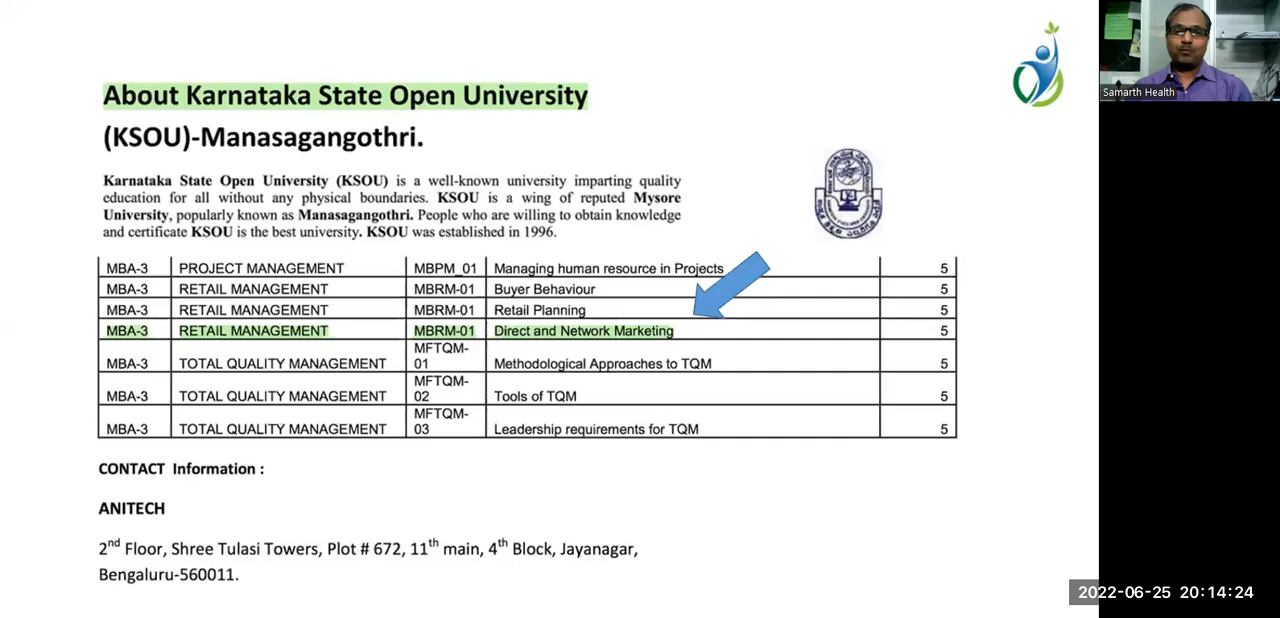 About Karnataka State Open University
(KSOU)-Manasagangothri.
Karnataka State Open University (KSOU) is a well-known university imparting quality
education for all without any physical boundaries. KSOU is a wing of reputed Mysore
University, popularly known as Manasagangothri. People who are willing to obtain knowledge
and certificate KSOU is the best university. KSOU was established in 1996.
MBA-3 PROJECT MANAGEMENT MBPM_01 Managing human resource in Projects 5
MBA-3 RETAIL MANAGEMENT MBRM-01 Buyer Behaviour 5
MBA-3 RETAIL MANAGEMENT MBRM-01 Retail Planning 5
MBA-3 RETAIL MANAGEMENT MBRM-01 Direct and Network Marketing 5
MBA-3 TOTAL QUALITY MANAGEMENT MFTQM-01 Methodological Approaches to TQM 5
MBA-3 TOTAL QUALITY MANAGEMENT MFTQM-02 Tools of TQM 5
MBA-3 TOTAL QUALITY MANAGEMENT MFTQM-03 Leadership requirements for TQM 5
CONTACT Information :
ANITECH
2nd Floor, Shree Tulasi Towers, Plot # 672, 11th main, 4th Block, Jayanagar,
Bengaluru-560011.
Samarth Health
2022-06-25 20:14:24